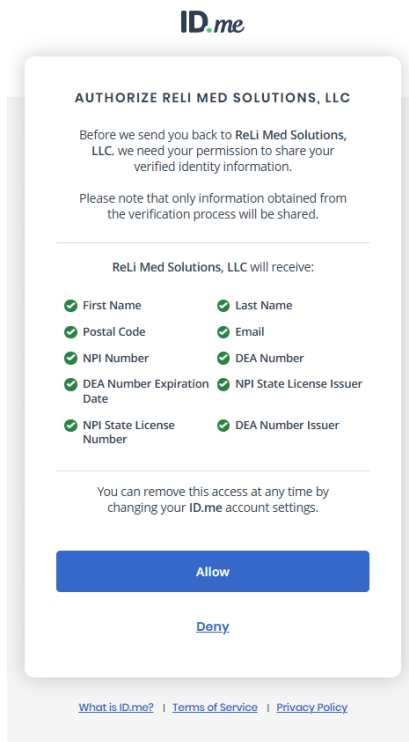 ID.me
AUTHORIZE RELI MED SOLUTIONS, LLC
Before we send you back to ReLi Med Solutions,
LLC, we need your permission to share your
verified identity information.
Please note that only information obtained from
the verification process will be shared.
ReLi Med Solutions, LLC will receive:
First Name
Last Name
Postal Code
Email
NPI Number
DEA Number
DEA Number Expiration
Date
NPI State License Issuer
NPI State License
Number
DEA Number Issuer
You can remove this access at any time by
changing your ID.me account settings.
Allow
Deny
What is ID.me? | Terms of Service | Privacy Policy